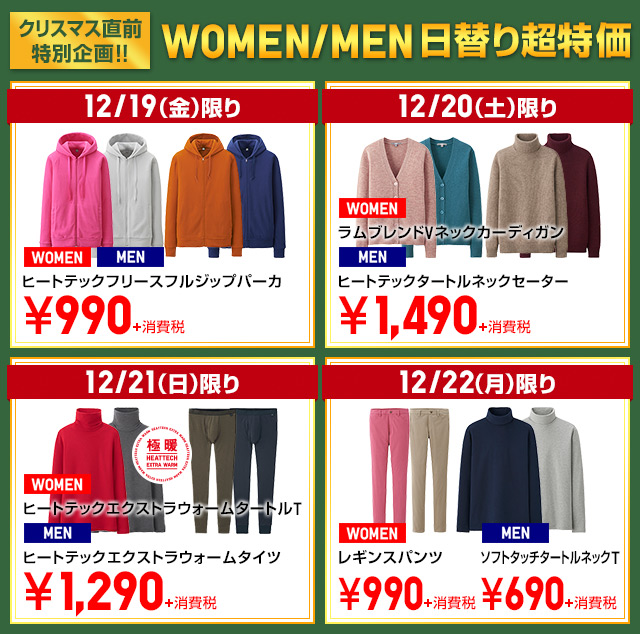 クリスマス直前
特別企画!!
WOMEN/MEN日替り超特価
12/19(金)限り
WOMEN MEN
ヒートテックフリースフルジップパーカ
¥990+消費税
12/20(土)限り
WOMEN
ラムブレンドVネックカーディガン
MEN
ヒートテックタートルネックセーター
¥1,490+消費税
12/21(日)限り
極暖
HEATTECH
EXTRA WARM
WOMEN
ヒートテックエクストラウォームタートルT
MEN
ヒートテックエクストラウォームタイツ
¥1,290+消費税
12/22(月)限り
WOMEN
レギンスパンツ
¥990+消費税
MEN
ソフトタッチタートルネックT
¥690+消費税